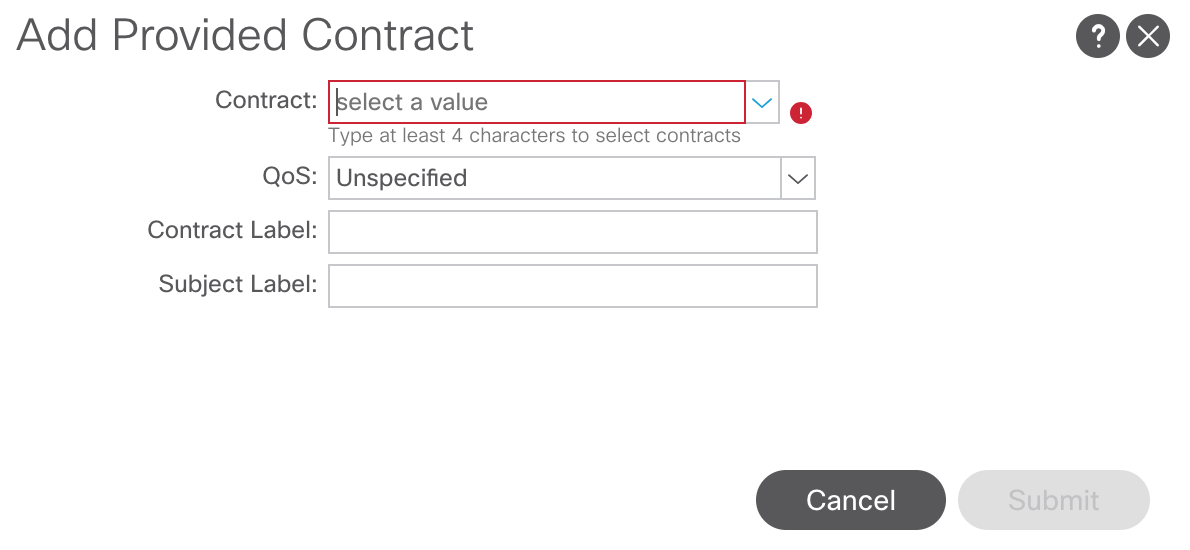 Add Provided Contract
?
Contract: select a value
!
Type at least 4 characters to select contracts
QoS: Unspecified
Contract Label:
Subject Label:
Cancel Submit